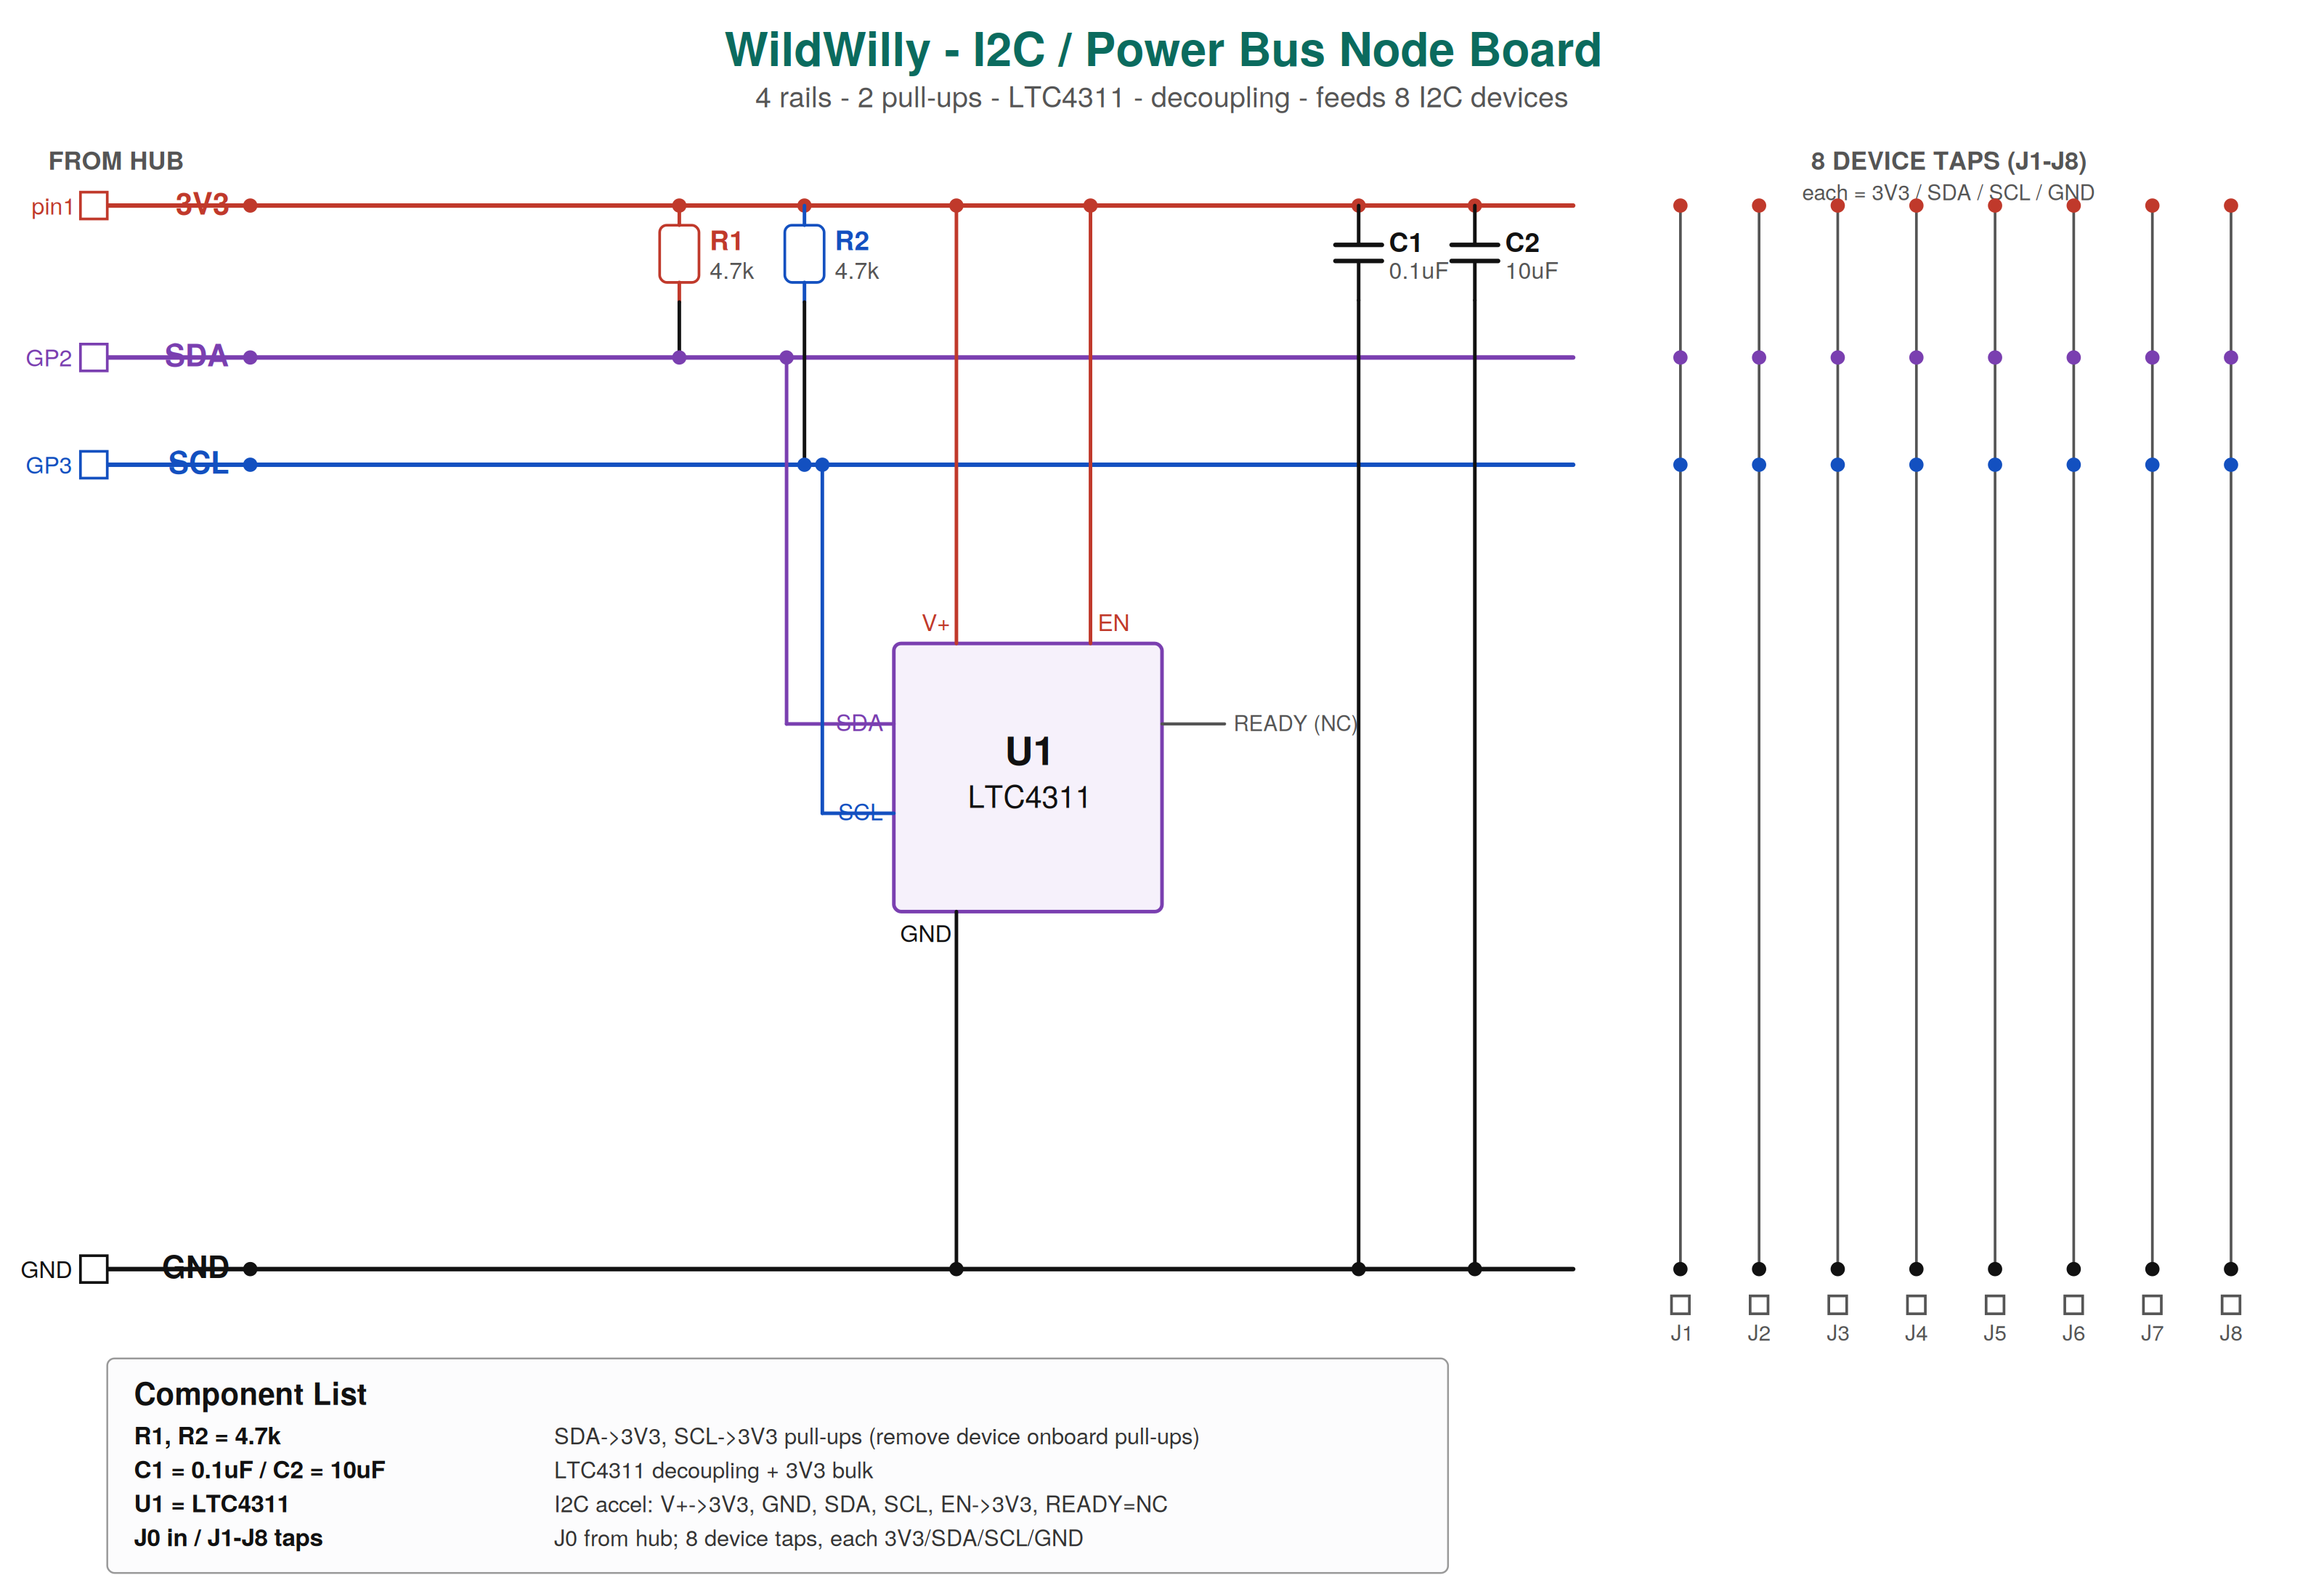 WildWilly - I2C / Power Bus Node Board
4 rails - 2 pull-ups - LTC4311 - decoupling - feeds 8 I2C devices
FROM HUB
8 DEVICE TAPS (J1-J8)
each = 3V3 / SDA / SCL / GND
pin1
3V3
R1
4.7k
R2
4.7k
C1
0.1uF
C2
10uF
GP2
SDA
GP3
SCL
V+
EN
SDA
READY (NC)
U1
LTC4311
SCL
GND
GND
GND
J1
J2
J3
J4
J5
J6
J7
J8
Component List
R1, R2 = 4.7k
SDA->3V3, SCL->3V3 pull-ups (remove device onboard pull-ups)
C1 = 0.1uF / C2 = 10uF
LTC4311 decoupling + 3V3 bulk
U1 = LTC4311
I2C accel: V+->3V3, GND, SDA, SCL, EN->3V3, READY=NC
J0 in / J1-J8 taps
J0 from hub; 8 device taps, each 3V3/SDA/SCL/GND